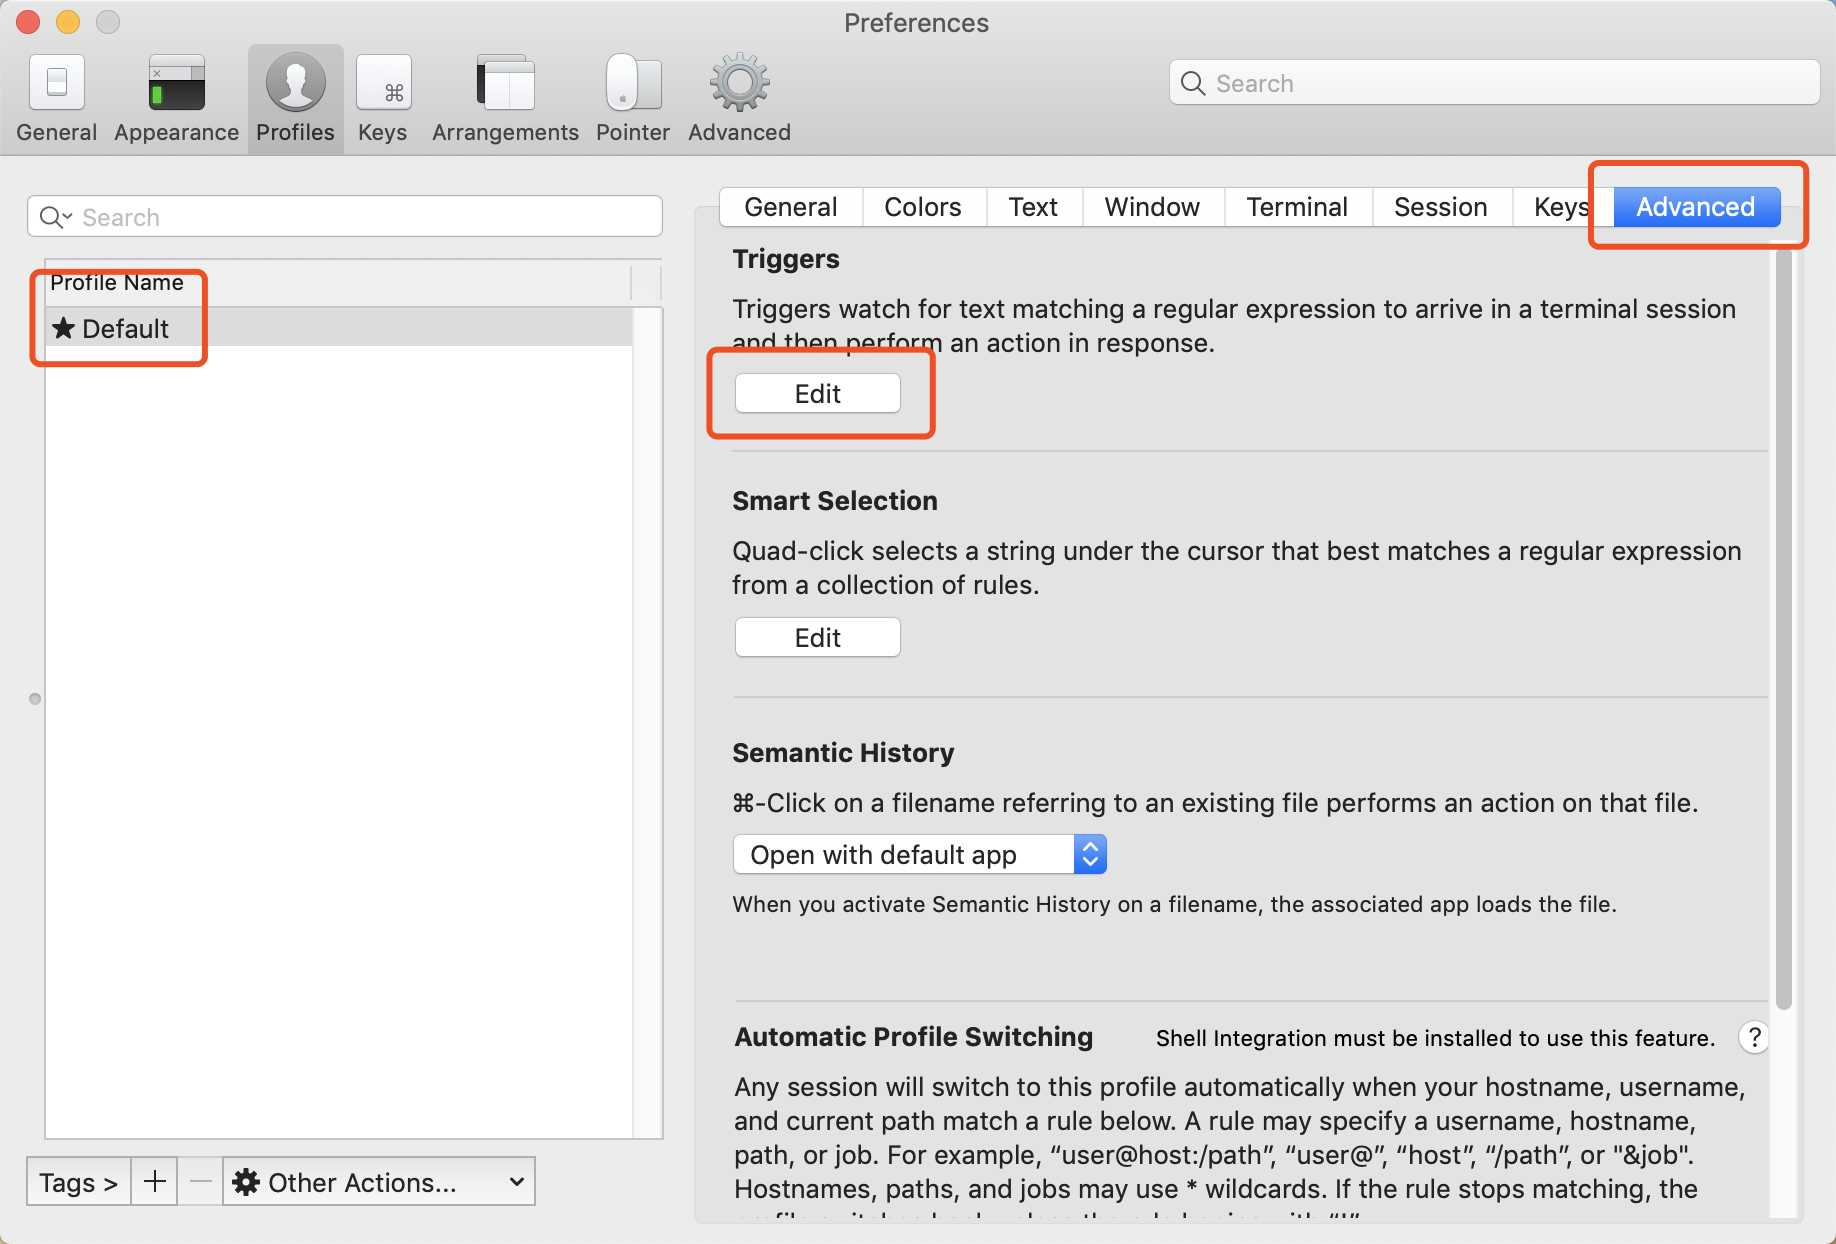 Preferences
General
Appearance
Profiles
Keys
Arrangements
Pointer
Advanced
Search
Search
Profile Name
★ Default
Tags >
Other Actions...
General
Colors
Text
Window
Terminal
Session
Keys
Advanced
Triggers
Triggers watch for text matching a regular expression to arrive in a terminal session
and then perform an action in response.
Edit
Smart Selection
Quad-click selects a string under the cursor that best matches a regular expression
from a collection of rules.
Edit
Semantic History
⌘-Click on a filename referring to an existing file performs an action on that file.
Open with default app
When you activate Semantic History on a filename, the associated app loads the file.
Automatic Profile Switching
Shell Integration must be installed to use this feature.
?
Any session will switch to this profile automatically when your hostname, username,
and current path match a rule below. A rule may specify a username, hostname,
path, or job. For example, “user@host:/path”, “user@”, “host”, “/path”, or "&job".
Hostnames, paths, and jobs may use * wildcards. If the rule stops matching, the